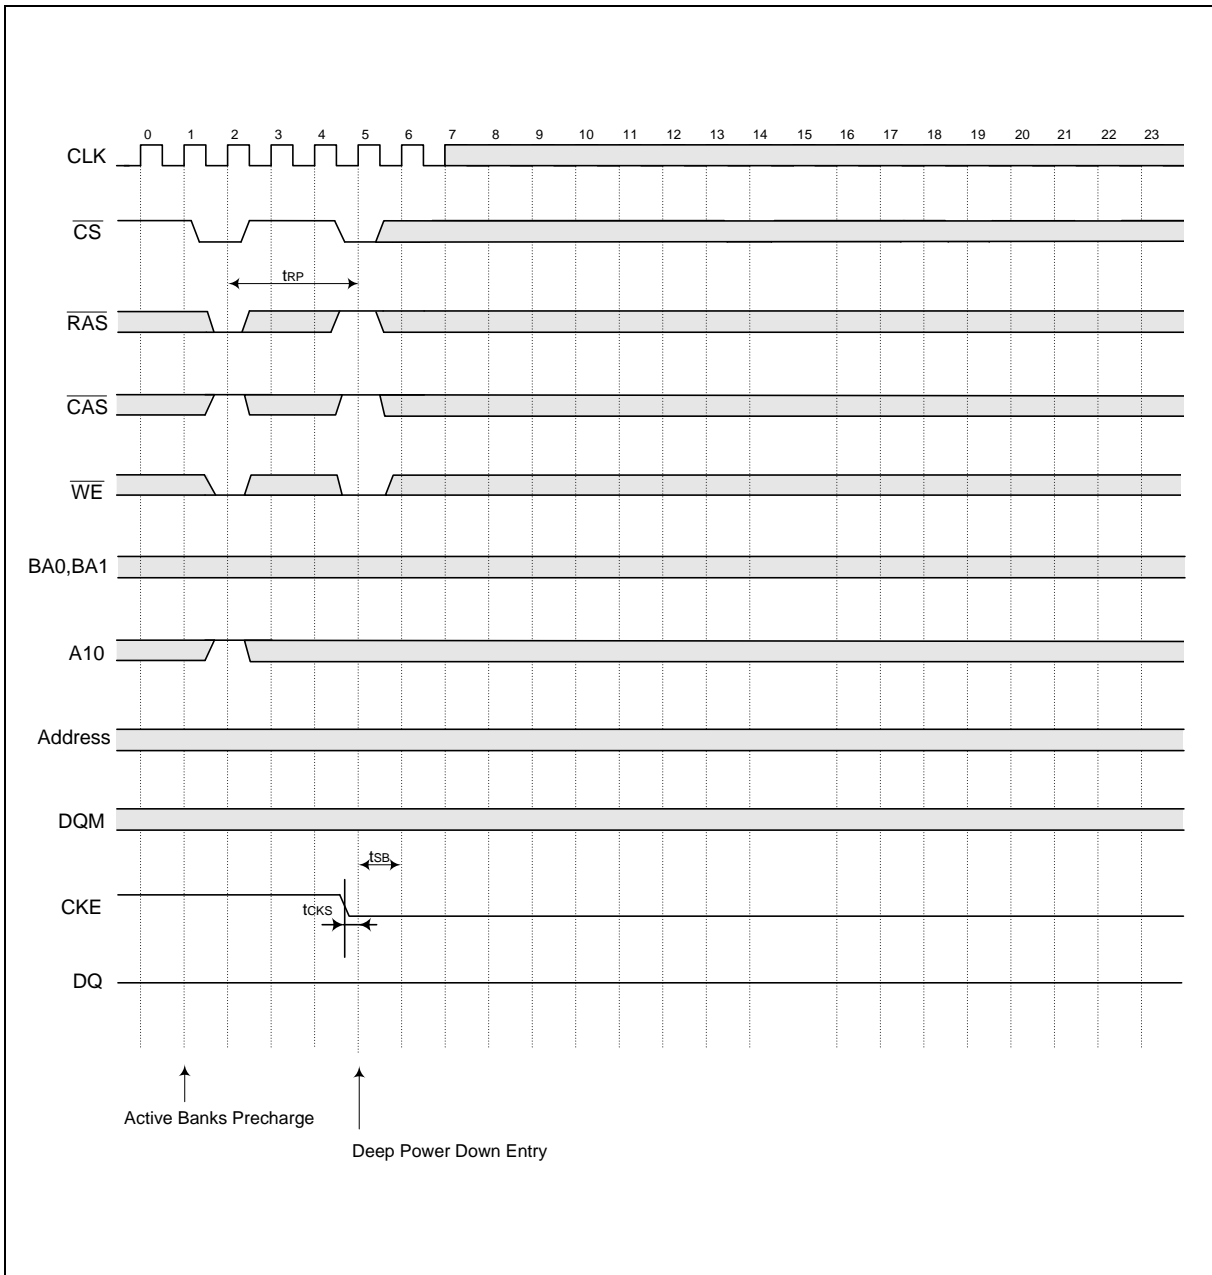 0 1 2 3 4 5 6 7 8 9 10 11 12 13 14 15 16 17 18 19 20 21 22 23
CLK
CS
tRP
RAS
CAS
WE
BA0,BA1
A10
Address
DQM
tSB
CKE
tCKS
DQ
Active Banks Precharge
Deep Power Down Entry